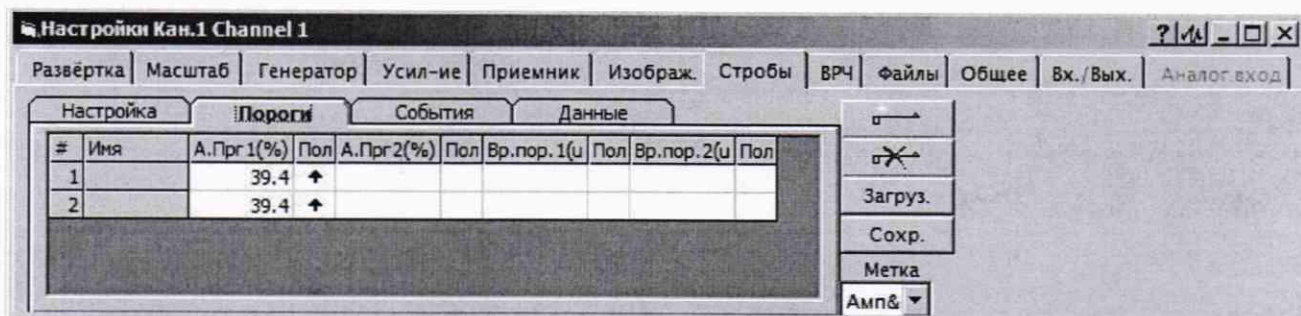 Настройки Кан.1 Channel 1
Развёртка Масштаб Генератор Усил-ие Приемник Изображ. Стробы ВРЧ Файлы Общее Вх./Вых. Аналог.вход
Настройка Пороги События Данные
# Имя А.Прг1(%) Пол А.Прг2(%) Пол Вр.пор.1(u Пол Вр.пор.2(u Пол
1 39.4 ↑
2 39.4 ↑
Загруз.
Сохр.
Метка
Амп&